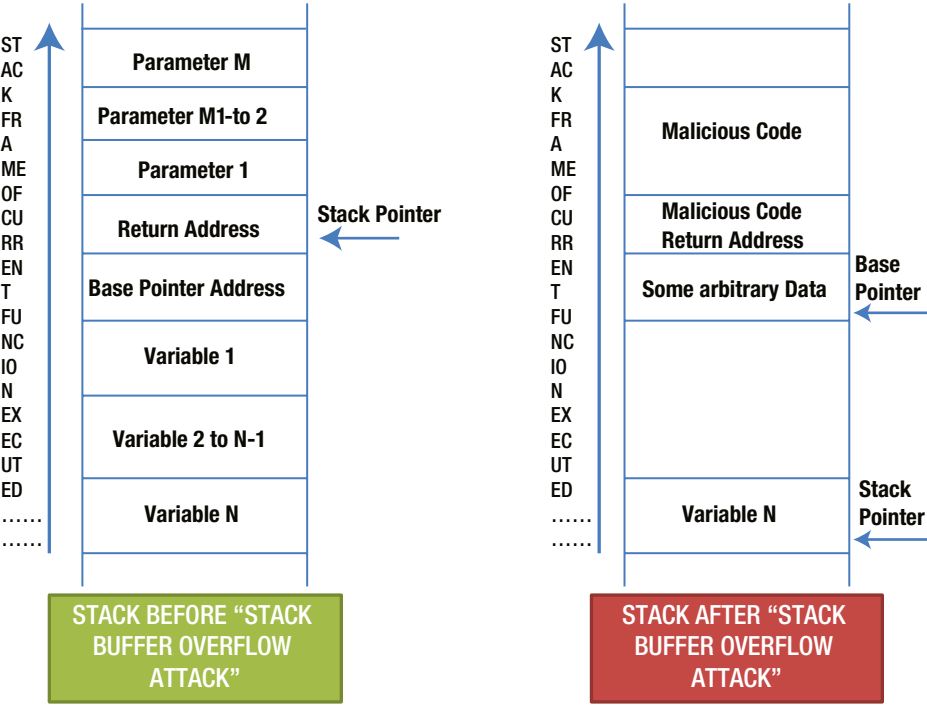 ST
AC
K
FR
A
ME
OF
CU
RR
EN
T
FU
NC
IO
N
EX
EC
UT
ED
......
......
Parameter M
Parameter M1-to 2
Parameter 1
Return Address
Base Pointer Address
Variable 1
Variable 2 to N-1
Variable N
Stack Pointer
STACK BEFORE “STACK
BUFFER OVERFLOW
ATTACK”
ST
AC
K
FR
A
ME
OF
CU
RR
EN
T
FU
NC
IO
N
EX
EC
UT
ED
......
......
Malicious Code
Malicious Code
Return Address
Some arbitrary Data
Variable N
Base
Pointer
Stack
Pointer
STACK AFTER “STACK
BUFFER OVERFLOW
ATTACK”